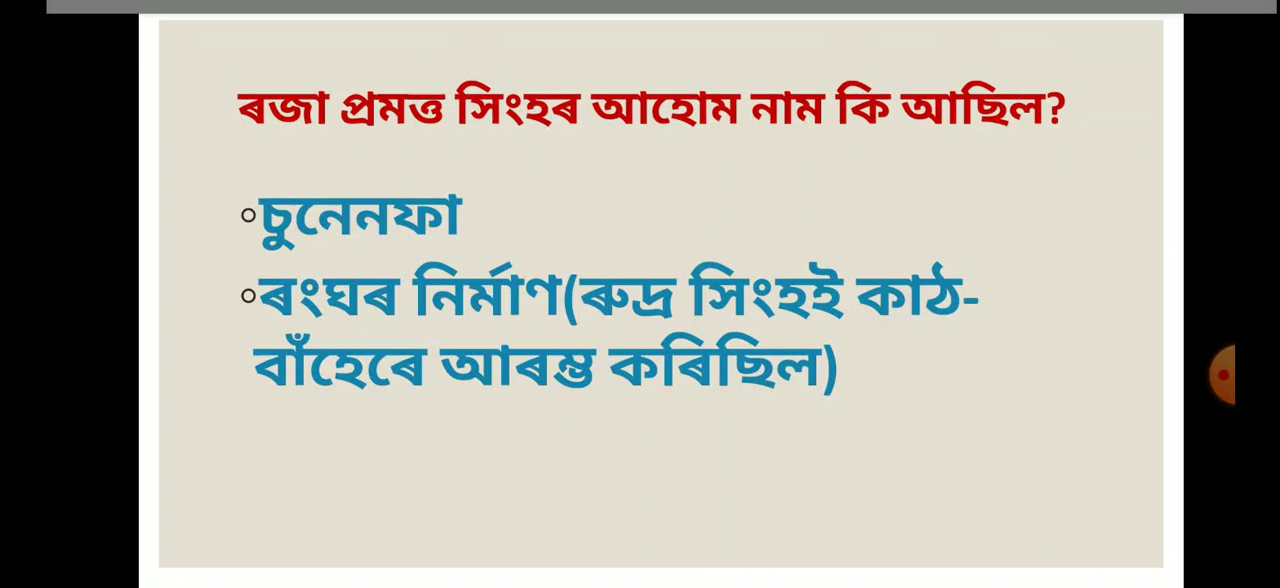 ৰজা প্ৰমত্ত সিংহৰ আহোম নাম কি আছিল?
◦চুনেনফা
◦ৰংঘৰ নিৰ্মাণ(ৰুদ্ৰ সিংহই কাঠ-
বাঁহেৰে আৰম্ভ কৰিছিল)